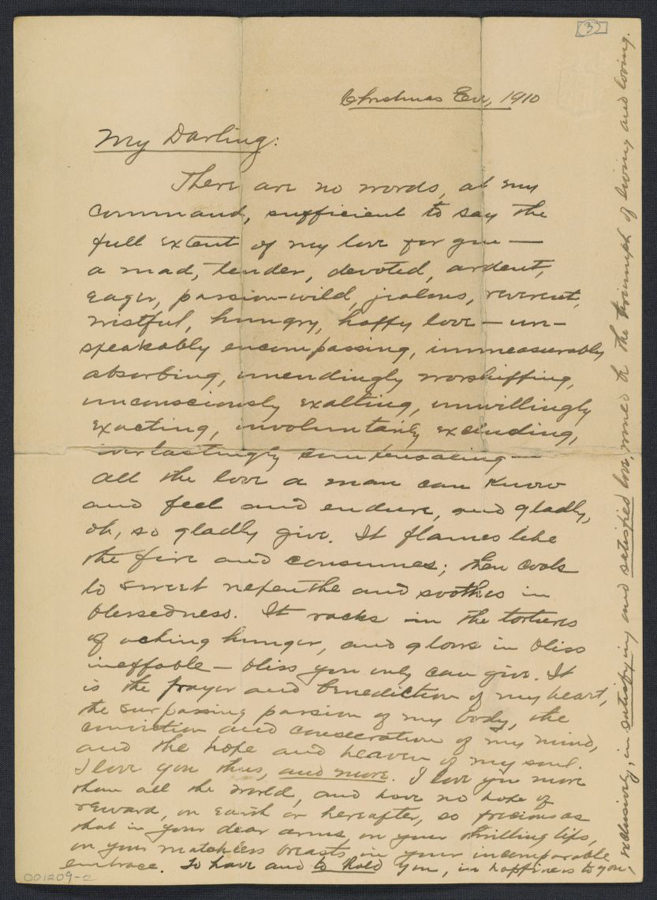 (3)
Christmas Eve, 1910
My Darling:
There are no words, at my
command, sufficient to say the
full extent of my love for you —
a mad, tender, devoted, ardent,
eager, passion-wild, jealous, reverent,
wistful, hungry, happy love — un-
speakably encompassing, immeasurably
absorbing, unendingly worshipping,
unconsciously exalting, unwillingly
exacting, involuntarily excluding,
everlastingly compensating —
all the love a man can know
and feel and endure, and gladly,
oh, so gladly give. It flames like
the fire and consumes; then cools
to sweet nepenthe and soothes in
blessedness. It racks in the tortures
of aching hunger, and glows in bliss
ineffable — bliss you only can give. It
is the prayer and benediction of my heart,
the surpassing passion of my body, the
conviction and consecration of my mind,
and the hope and heaven of my soul.
I love you thus, and more. I love you more
than all the world, and have no hope of
reward, on earth or hereafter, so precious as
that in your dear arms, on your thrilling lips,
on your matchless breasts, in your incomparable
embrace. To have and to hold you, in happiness to you,
exclusively, in satisfying and satisfied love, to the triumph of living and loving.
001209-c